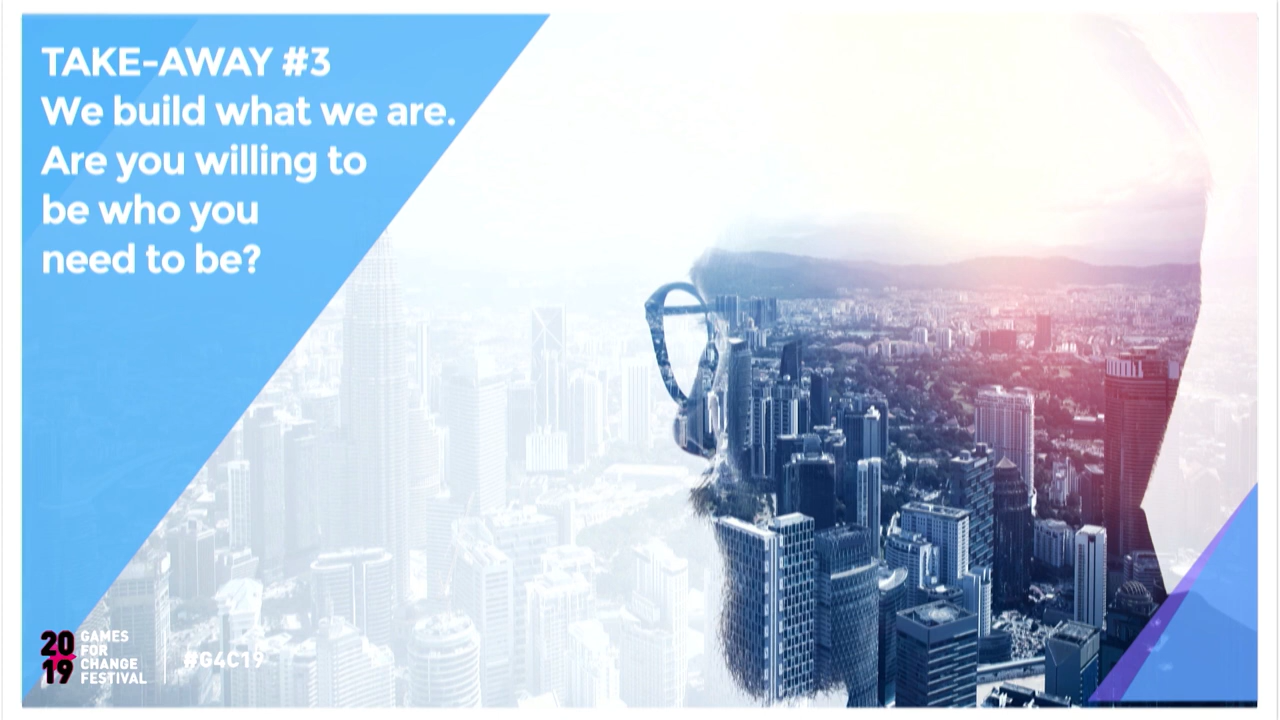 TAKE-AWAY #3
We build what we are.
Are you willing to
be who you
need to be?
20
19
GAMES
FOR
CHANGE
FESTIVAL
#G4C19